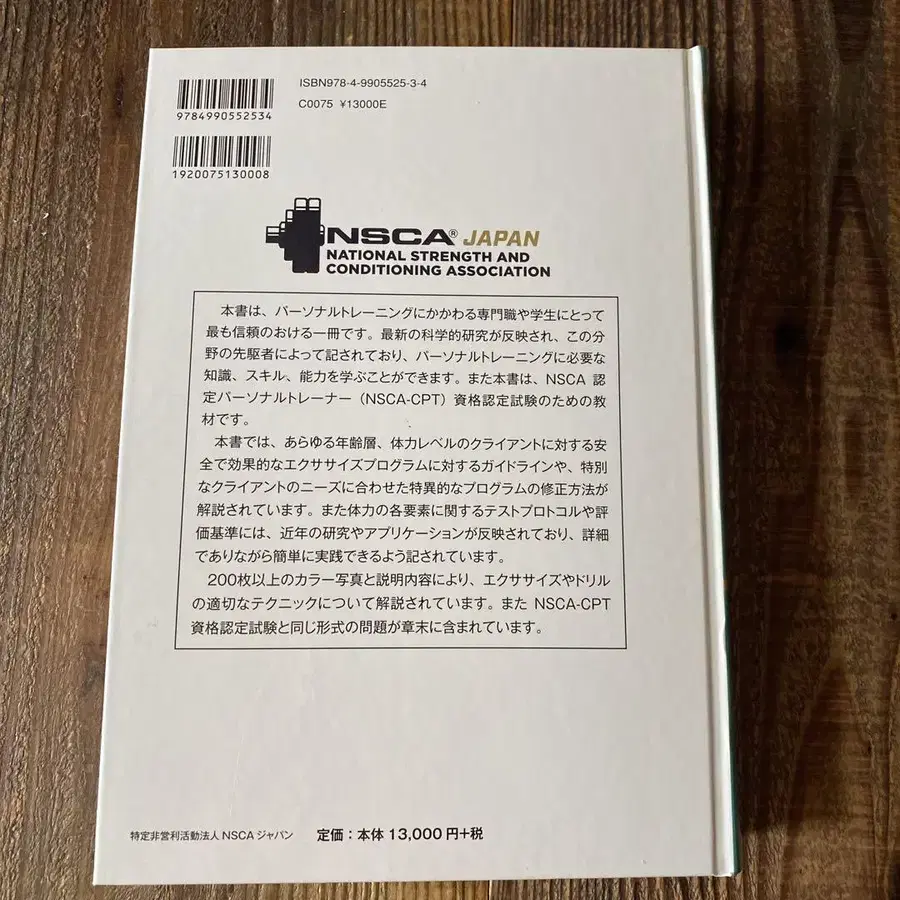 ISBN978-4-9905525-3-4
C0075 ¥13000E
9784990552534
1920075130008
NSCA® JAPAN
NATIONAL STRENGTH AND
CONDITIONING ASSOCIATION
本書は、パーソナルトレーニングにかかわる専門職や学生にとって
最も信頼のおける一冊です。最新の科学的研究が反映され、この分
野の先駆者によって記されており、パーソナルトレーニングに必要な
知識、スキル、能力を学ぶことができます。また本書は、NSCA 認
定パーソナルトレーナー（NSCA-CPT）資格認定試験のための教
材です。
本書では、あらゆる年齢層、体力レベルのクライアントに対する安
全で効果的なエクササイズプログラムに対するガイドラインや、特別
なクライアントのニーズに合わせた特異的なプログラムの修正方法が
解説されています。また体力の各要素に関するテストプロトコルや評
価基準には、近年の研究やアプリケーションが反映されており、詳細
でありながら簡単に実践できるよう記されています。
200枚以上のカラー写真と説明内容により、エクササイズやドリル
の適切なテクニックについて解説されています。また NSCA-CPT
資格認定試験と同じ形式の問題が章末に含まれています。
特定非営利活動法人 NSCA ジャパン
定価：本体 13,000 円+税